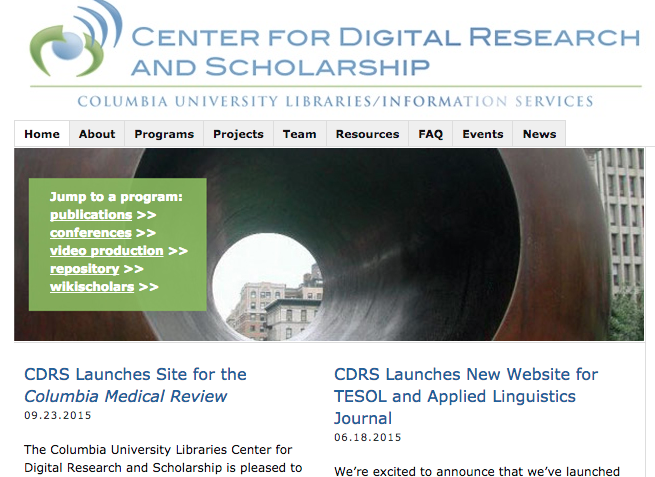 CENTER FOR DIGITAL RESEARCH
AND SCHOLARSHIP
COLUMBIA UNIVERSITY LIBRARIES/INFORMATION SERVICES
Home About Programs Projects Team Resources FAQ Events News
Jump to a program:
publications >>
conferences >>
video production >>
repository >>
wikischolars >>
CDRS Launches Site for the
Columbia Medical Review
09.23.2015
The Columbia University Libraries Center for
Digital Research and Scholarship is pleased to
CDRS Launches New Website for
TESOL and Applied Linguistics
Journal
06.18.2015
We're excited to announce that we've launched